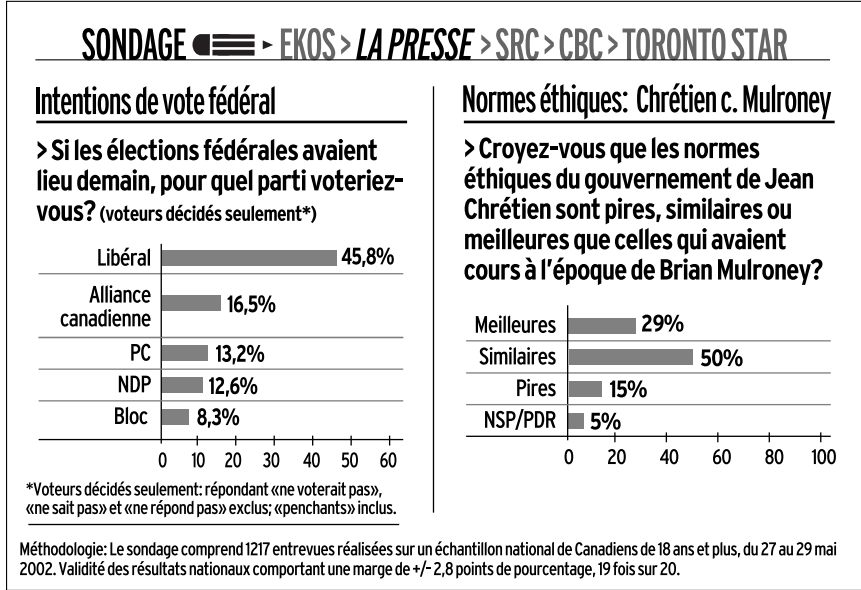 SONDAGE EKOS > LA PRESSE > SRC > CBC > TORONTO STAR
Intentions de vote fédéral
> Si les élections fédérales avaient
lieu demain, pour quel parti voteriez-
vous? (voteurs décidés seulement*)
Libéral 45,8%
Alliance
canadienne 16,5%
PC 13,2%
NDP 12,6%
Bloc 8,3%
0 10 20 30 40 50 60
*Voteurs décidés seulement: répondant «ne voterait pas»,
«ne sait pas» et «ne répond pas» exclus; «penchants» inclus.
Normes éthiques: Chrétien c. Mulroney
> Croyez-vous que les normes
éthiques du gouvernement de Jean
Chrétien sont pires, similaires ou
meilleures que celles qui avaient
cours à l'époque de Brian Mulroney?
Meilleures 29%
Similaires 50%
Pires 15%
NSP/PDR 5%
0 20 40 60 80 100
Méthodologie: Le sondage comprend 1217 entrevues réalisées sur un échantillon national de Canadiens de 18 ans et plus, du 27 au 29 mai
2002. Validité des résultats nationaux comportant une marge de +/- 2,8 points de pourcentage, 19 fois sur 20.